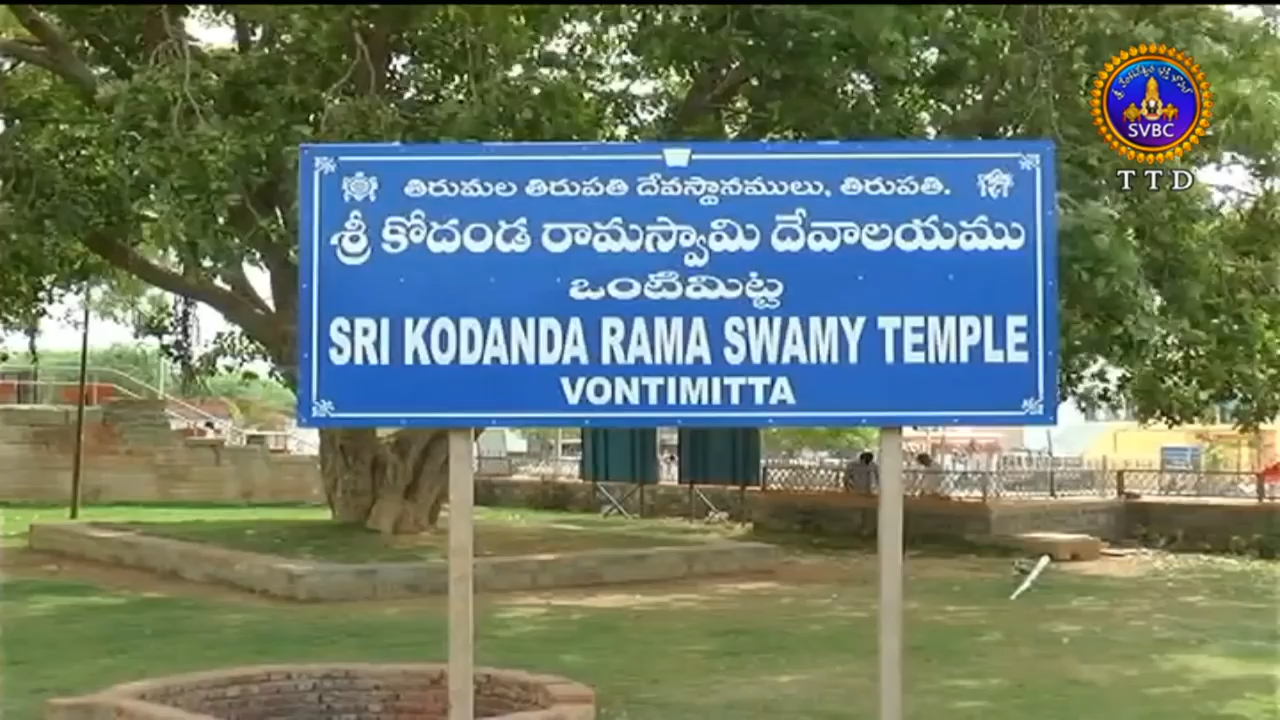 తిరుమల తిరుపతి దేవస్థానములు, తిరుపతి.
శ్రీ కోదండ రామస్వామి దేవాలయము
ఒంటిమిట్ట
SRI KODANDA RAMA SWAMY TEMPLE
VONTIMITTA
SVBC
TTD